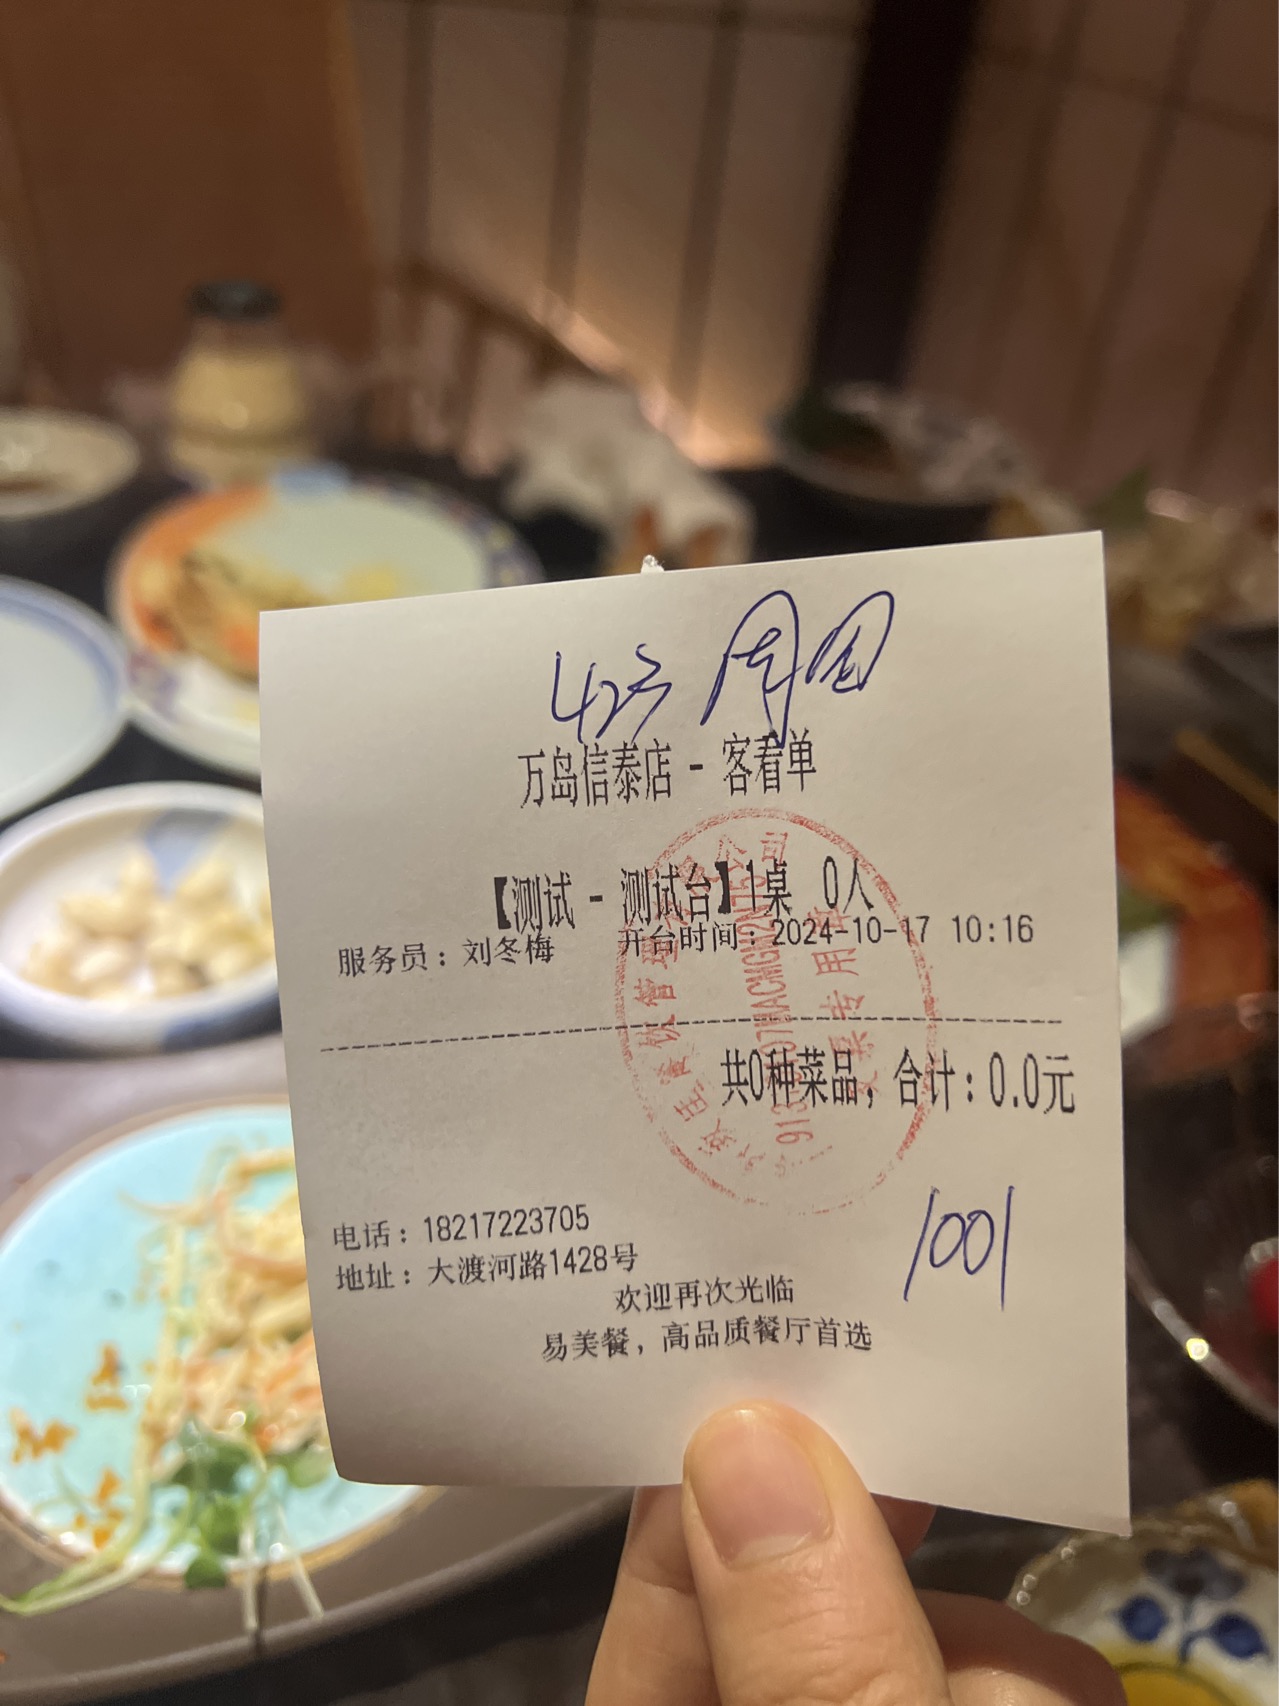 万岛信泰店 - 客看单
【测试 - 测试台】1桌 0人
服务员：刘冬梅 开台时间：2024-10-17 10:16
共0种菜品，合计：0.0元
1001
电话：18217223705
地址：大渡河路1428号
欢迎再次光临
易美餐，高品质餐厅首选